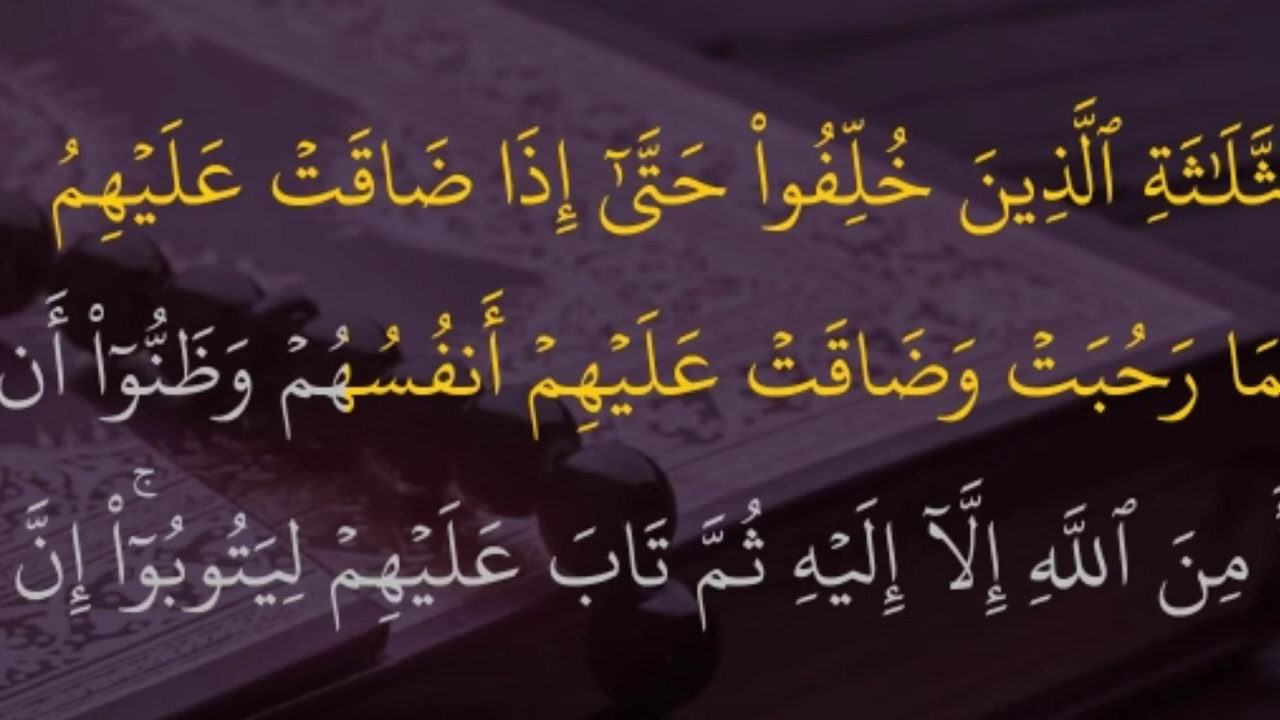 ثَّلَٰثَةِ ٱلَّذِينَ خُلِّفُوا۟ حَتَّىٰٓ إِذَا ضَاقَتْ عَلَيْهِمُ
مَا رَحُبَتْ وَضَاقَتْ عَلَيْهِمْ أَنفُسُهُمْ وَظَنُّوٓا۟ أَن
مِنَ ٱللَّهِ إِلَّآ إِلَيْهِ ثُمَّ تَابَ عَلَيْهِمْ لِيَتُوبُوٓا۟ ۚ إِنَّ